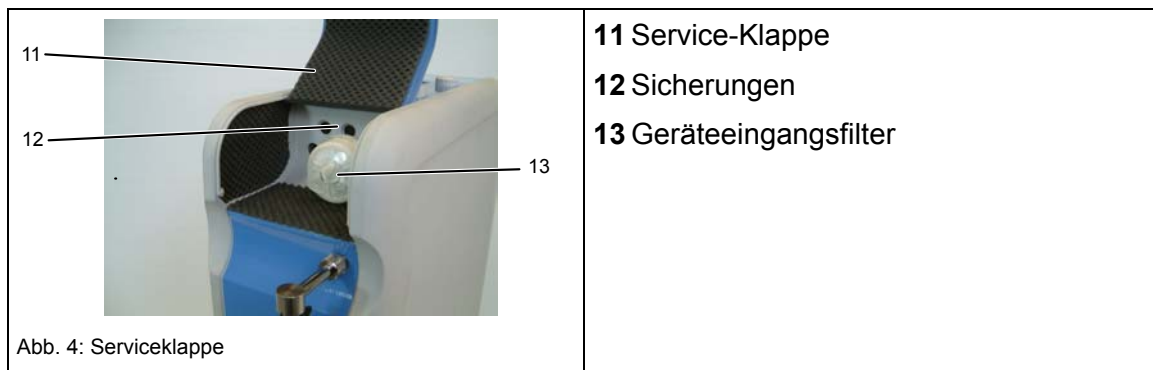 11
12
13
Abb. 4: Serviceklappe
11 Service-Klappe
12 Sicherungen
13 Geräteeingangsfilter